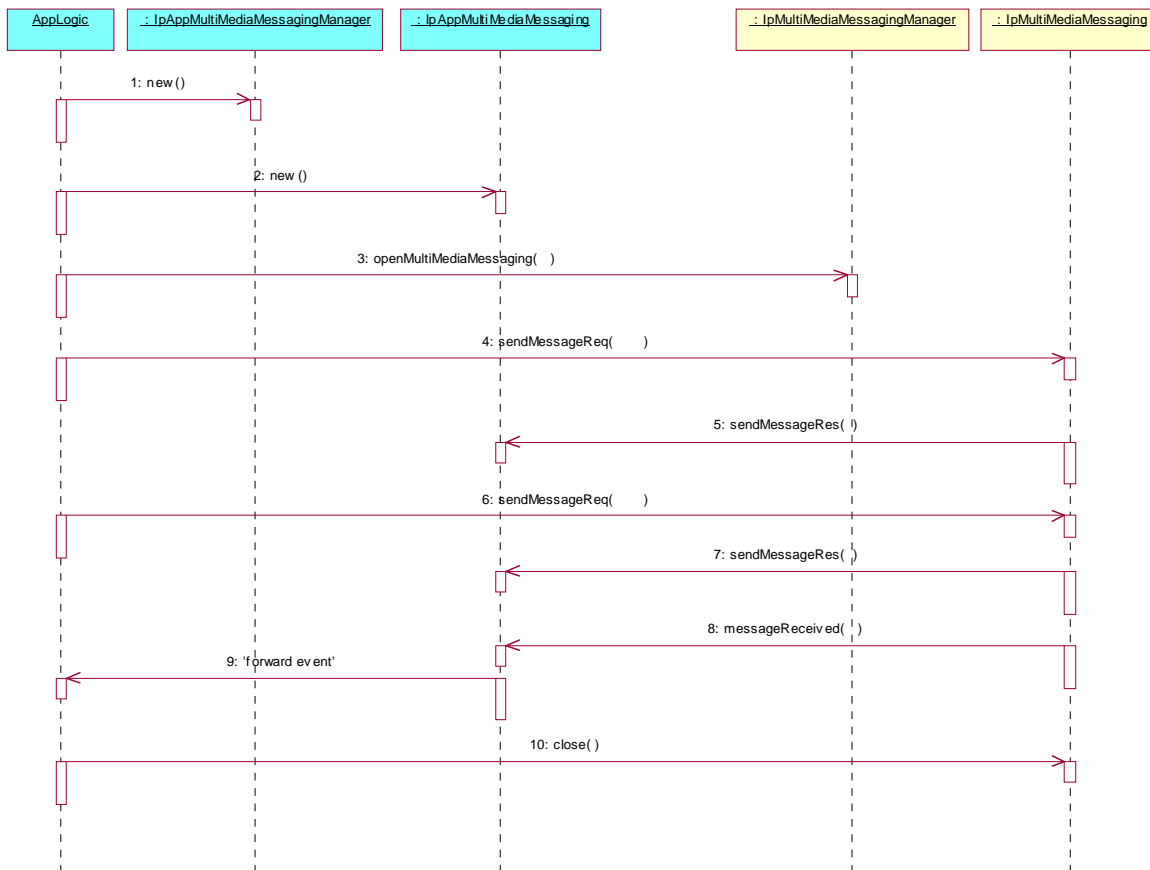 AppLogic
: IpAppMultiMediaMessagingManager
: IpAppMultiMediaMessaging
: IpMultiMediaMessagingManager
: IpMultiMediaMessaging
1: new()
2: new()
3: openMultiMediaMessaging( )
4: sendMessageReq( )
5: sendMessageRes( )
6: sendMessageReq( )
7: sendMessageRes( )
8: messageReceived( )
9: 'forward event'
10: close( )